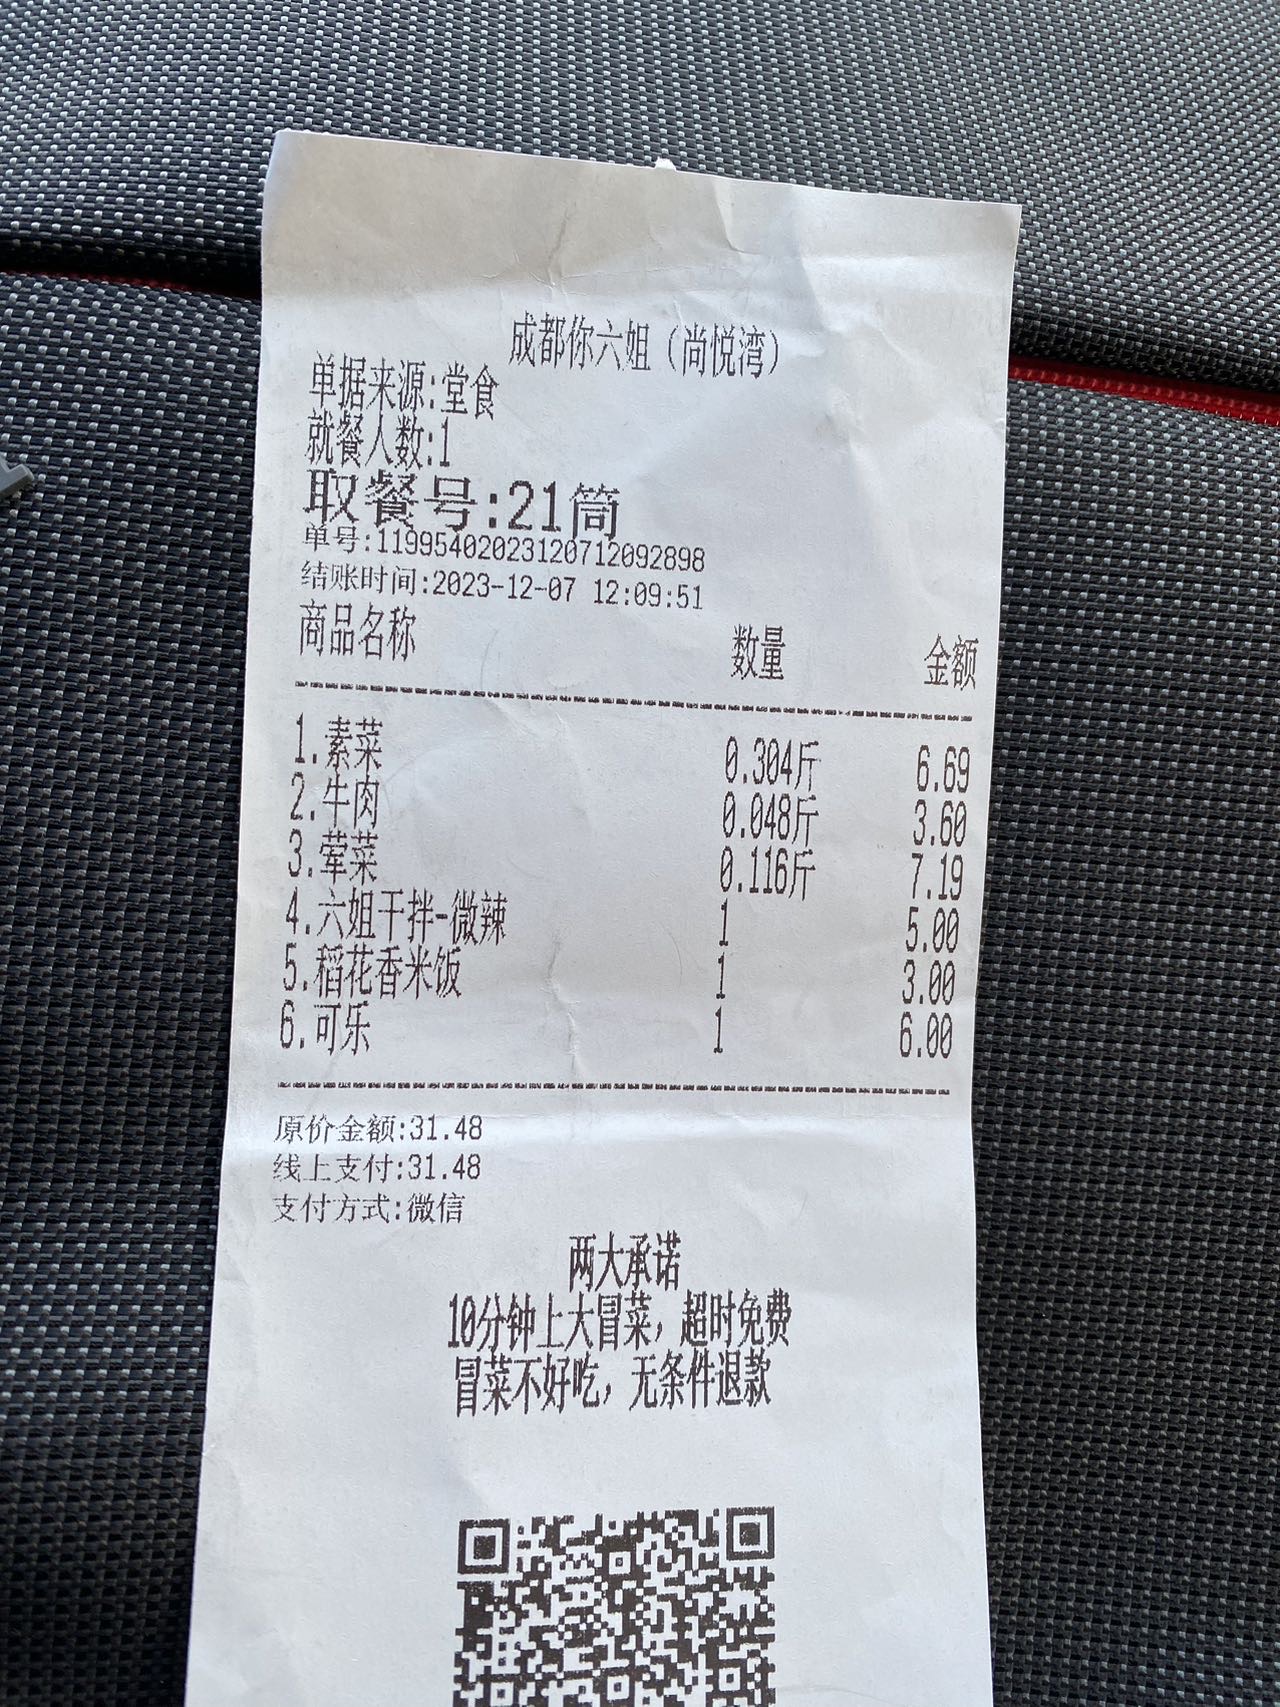 成都你六姐（尚悦湾）
单据来源:堂食
就餐人数:1
取餐号:21筒
单号:11995402023120712092898
结账时间:2023-12-07 12:09:51
商品名称 数量 金额
1.素菜 0.304斤 6.69
2.牛肉 0.048斤 3.60
3.荤菜 0.116斤 7.19
4.六姐干拌-微辣 1 5.00
5.稻花香米饭 1 3.00
6.可乐 1 6.00
原价金额:31.48
线上支付:31.48
支付方式:微信
两大承诺
10分钟上大冒菜，超时免费
冒菜不好吃，无条件退款